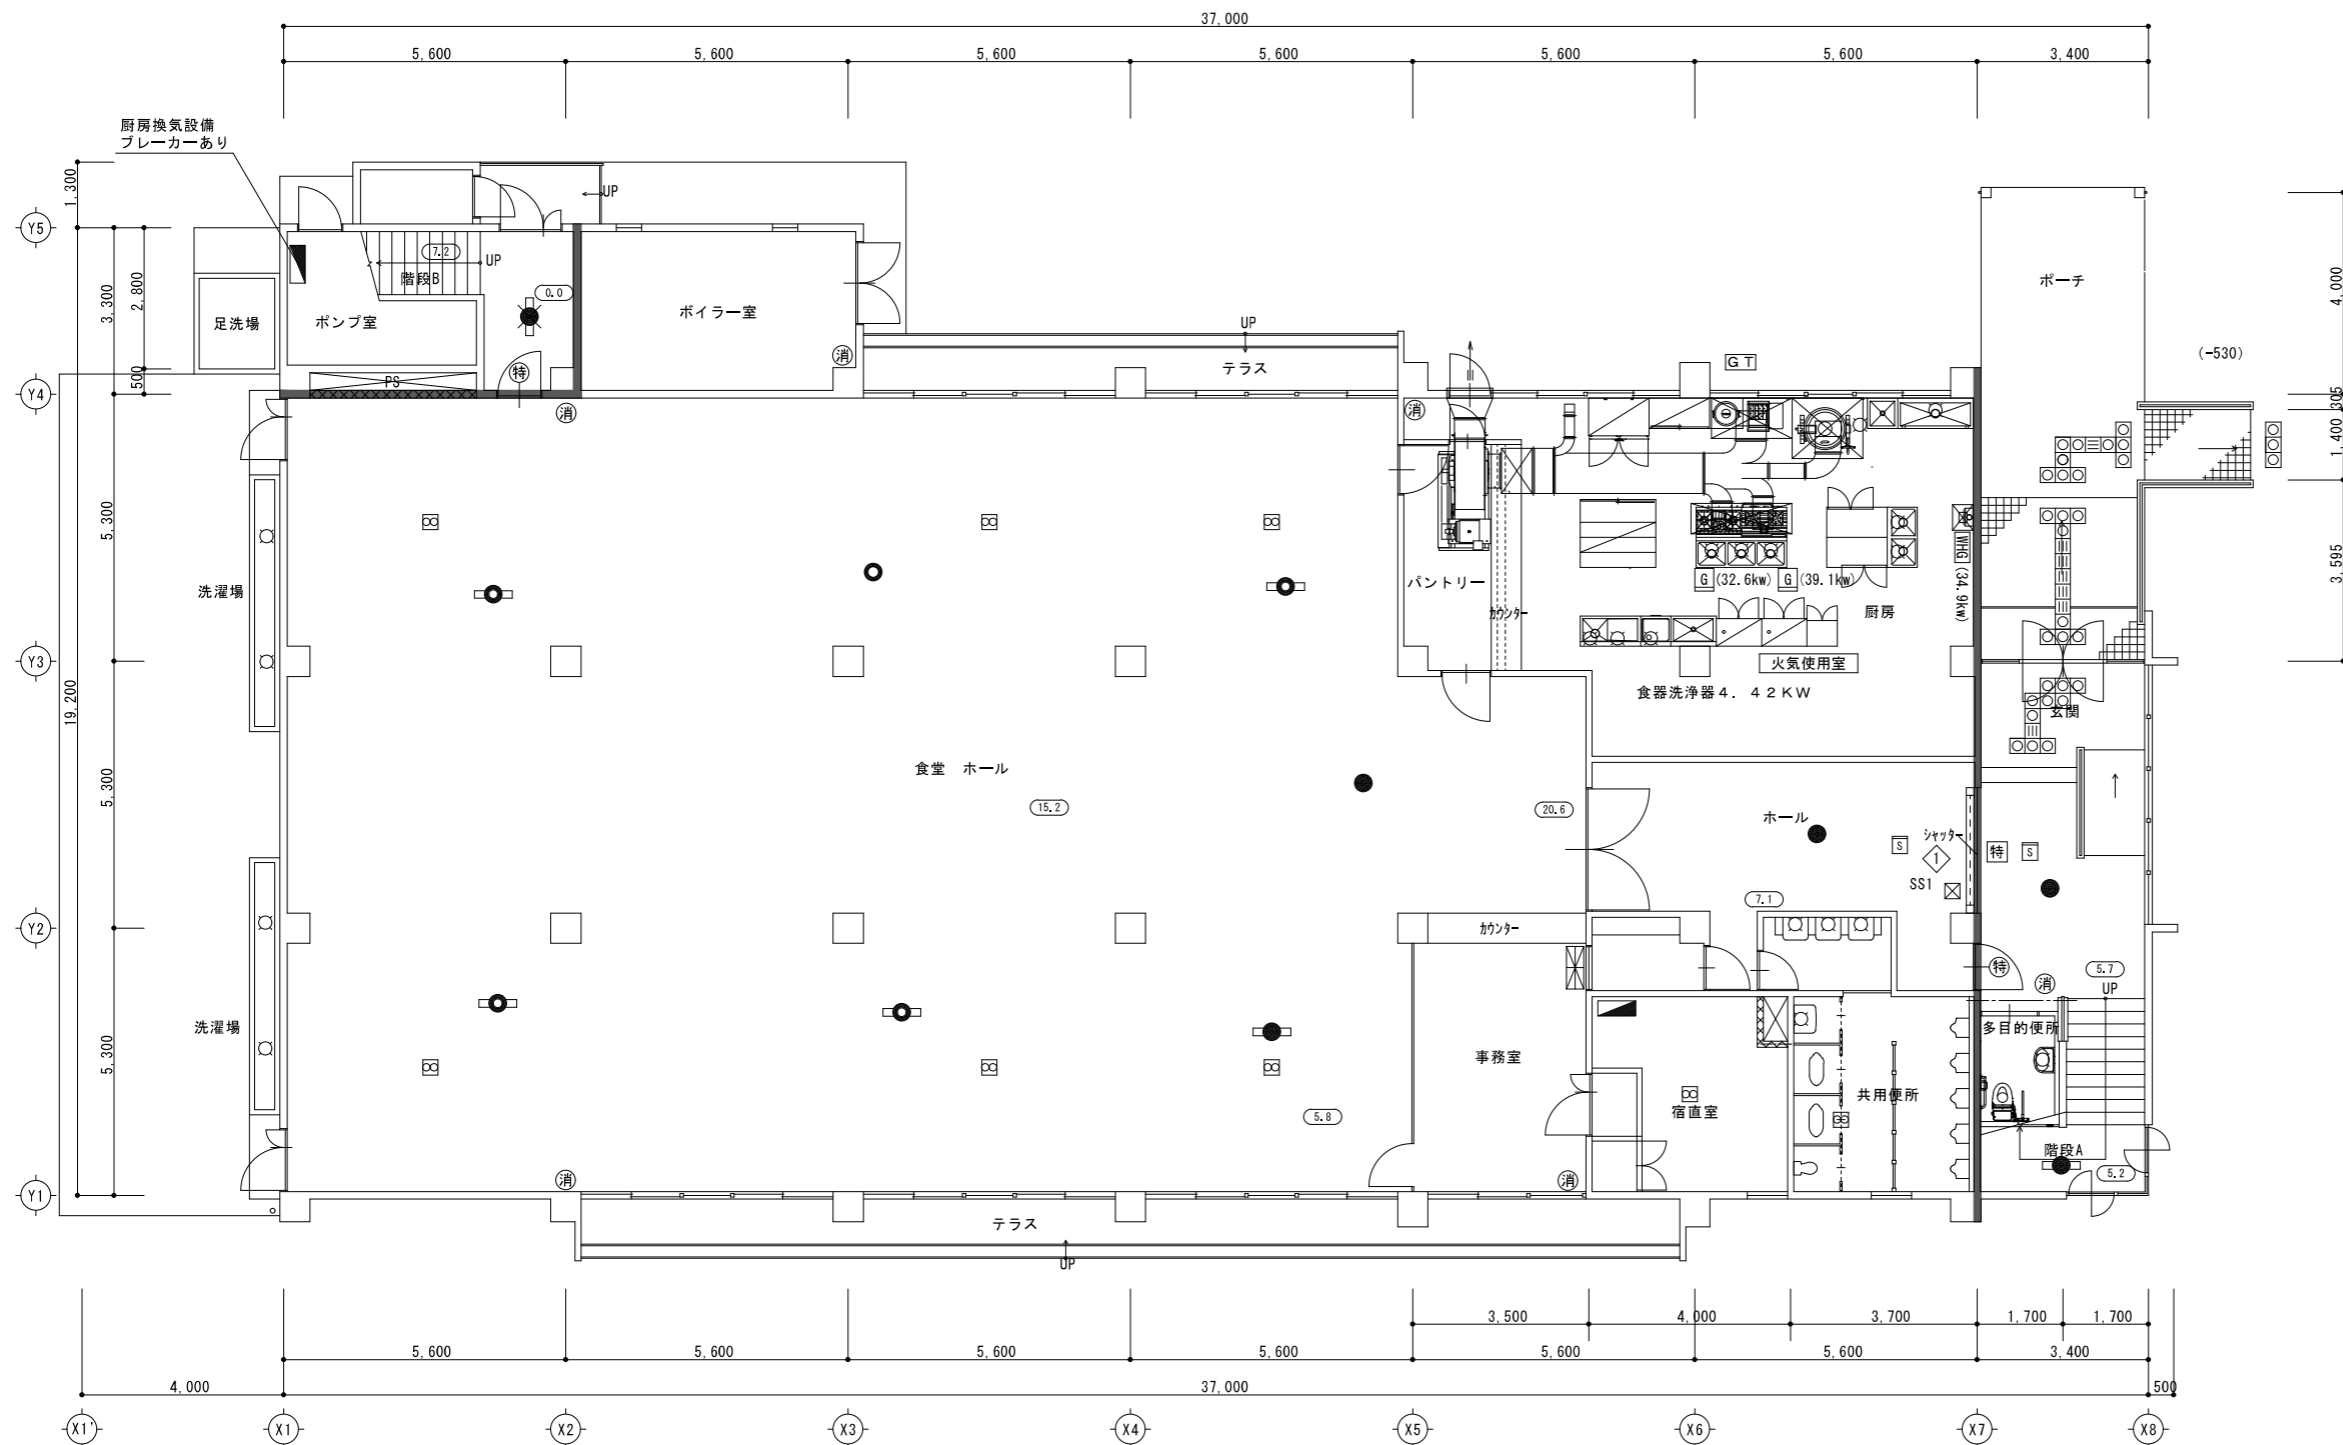 37,000
5,600
5,600
5,600
5,600
5,600
5,600
3,400
厨房換気設備
ブレーカーあり
1,300
UP
Y5
7.2
UP
階段B
0.0
3,300
2,800
足洗場
ポンプ室
ボイラー室
ポーチ
4,000
UP
(-530)
消
テラス
GT
特
500
PS
Y4
消
消
305
1,400
5,300
洗濯場
パントリー
カウンター
G
(32.6kw)
G
(39.1kw)
WHG
(34.9kw)
厨房
3,595
Y3
火気使用室
食器洗浄器4.42KW
19,200
玄関
5,300
食堂 ホール
15.2
20.6
ホール
シャッター
S
1
特
S
SS1
7.1
Y2
カウンター
特
5.7
消
UP
洗濯場
多目的便所
5,300
事務室
宿直室
共用便所
5.8
階段A
5.2
消
消
Y1
テラス
UP
3,500
4,000
3,700
1,700
1,700
5,600
5,600
5,600
5,600
5,600
5,600
3,400
4,000
37,000
500
X1'
X1
X2
X3
X4
X5
X6
X7
X8